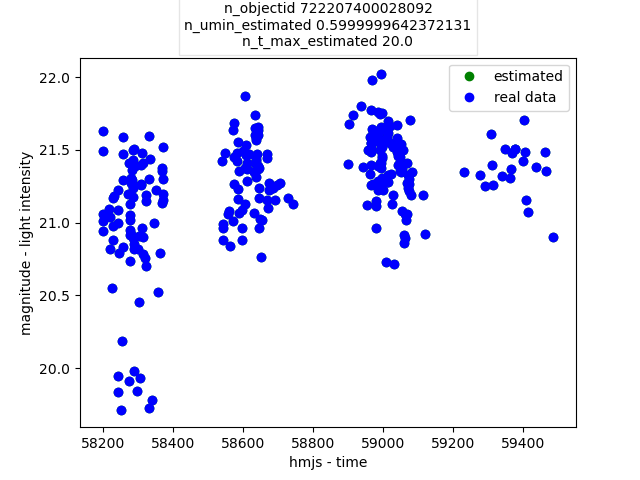 n_objectid 722207400028092
n_umin_estimated 0.5999999642372131
n_t_max_estimated 20.0
22.0
21.5
21.0
20.5
20.0
magnitude - light intensity
estimated
real data
58200 58400 58600 58800 59000 59200 59400
hmjs - time